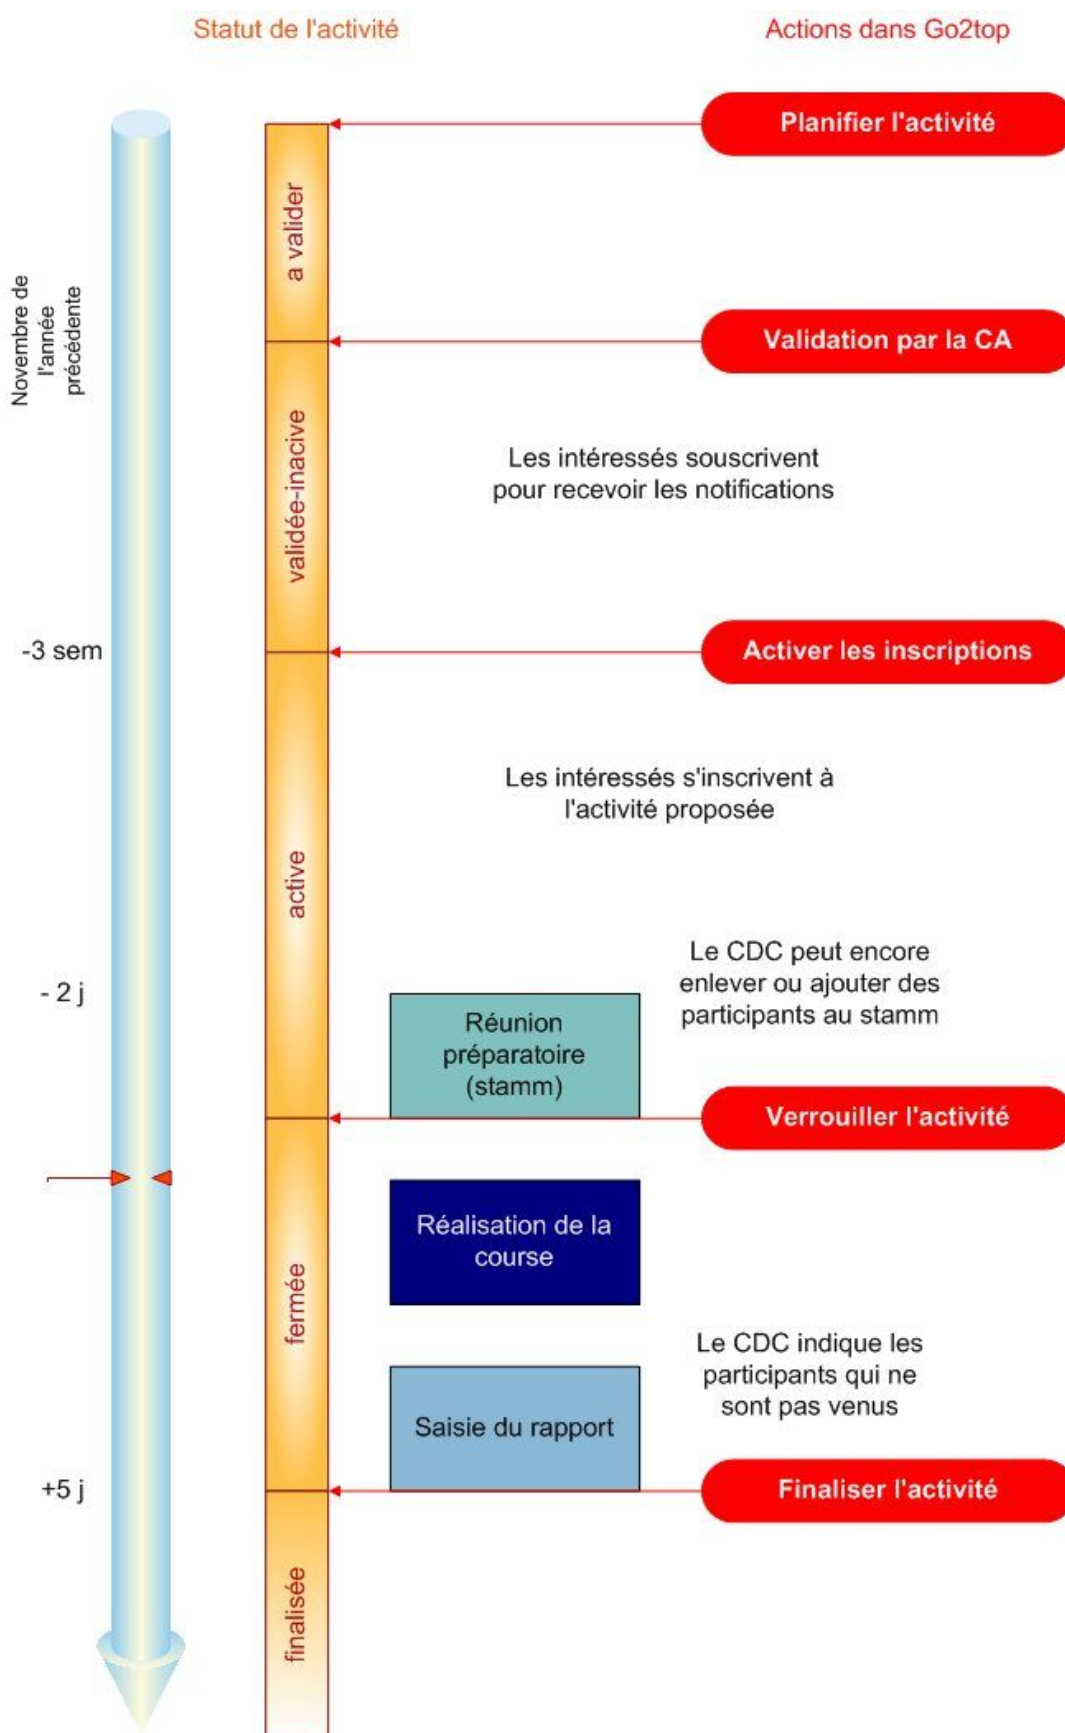 Statut de l'activité
Actions dans Go2top
Planifier l'activité
a valider
Novembre de
l'année
précédente
Validation par la CA
validée-inacive
Les intéressés souscrivent
pour recevoir les notifications
-3 sem
Activer les inscriptions
Les intéressés s'inscrivent à
l'activité proposée
active
Le CDC peut encore
enlever ou ajouter des
participants au stamm
- 2 j
Réunion
préparatoire
(stamm)
Verrouiller l'activité
Réalisation de la
course
fermée
Le CDC indique les
participants qui ne
sont pas venus
Saisie du rapport
+5 j
Finaliser l'activité
finalisée